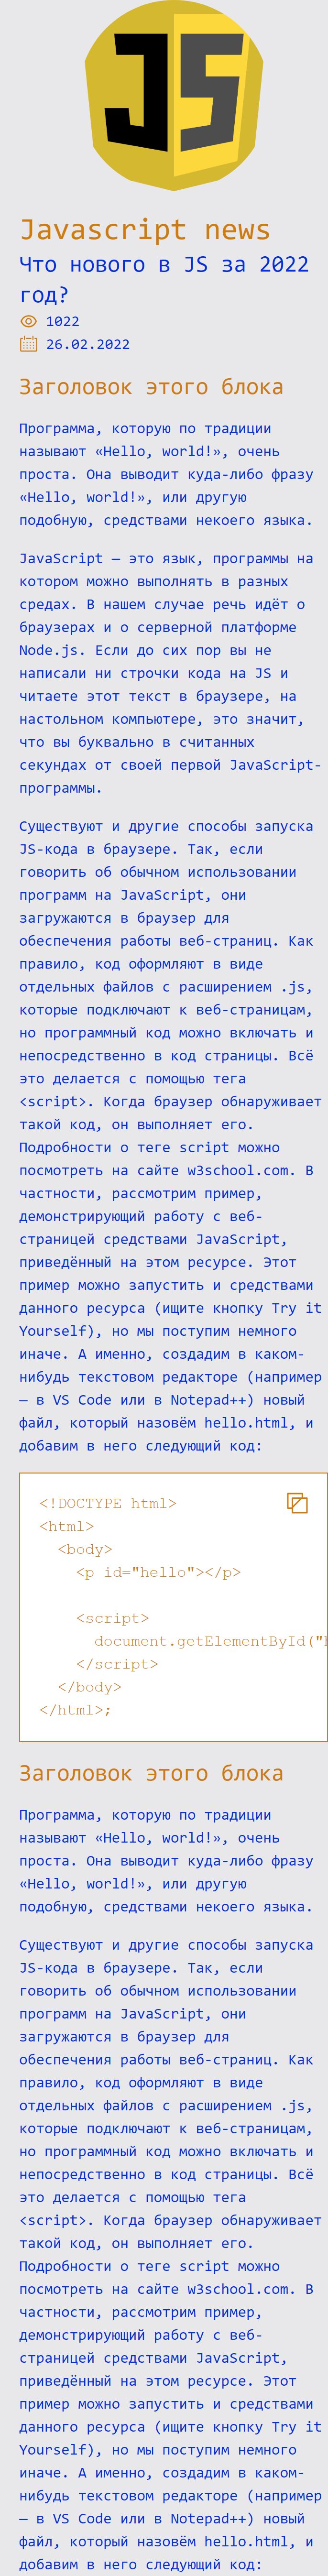 JS
Javascript news
Что нового в JS за 2022
год?
1022
26.02.2022
Заголовок этого блока
Программа, которую по традиции
называют «Hello, world!», очень
проста. Она выводит куда-либо фразу
«Hello, world!», или другую
подобную, средствами некоего языка.
JavaScript — это язык, программы на
котором можно выполнять в разных
средах. В нашем случае речь идёт о
браузерах и о серверной платформе
Node.js. Если до сих пор вы не
написали ни строчки кода на JS и
читаете этот текст в браузере, на
настольном компьютере, это значит,
что вы буквально в считанных
секундах от своей первой JavaScript-
программы.
Существуют и другие способы запуска
JS-кода в браузере. Так, если
говорить об обычном использовании
программ на JavaScript, они
загружаются в браузер для
обеспечения работы веб-страниц. Как
правило, код оформляют в виде
отдельных файлов с расширением .js,
которые подключают к веб-страницам,
но программный код можно включать и
непосредственно в код страницы. Всё
это делается с помощью тега
<script>. Когда браузер обнаруживает
такой код, он выполняет его.
Подробности о теге script можно
посмотреть на сайте w3school.com. В
частности, рассмотрим пример,
демонстрирующий работу с веб-
страницей средствами JavaScript,
приведённый на этом ресурсе. Этот
пример можно запустить и средствами
данного ресурса (ищите кнопку Try it
Yourself), но мы поступим немного
иначе. А именно, создадим в каком-
нибудь текстовом редакторе (например
— в VS Code или в Notepad++) новый
файл, который назовём hello.html, и
добавим в него следующий код:
<!DOCTYPE html>
<html>
<body>
<p id="hello"></p>
<script>
document.getElementById("h
</script>
</body>
</html>;
Заголовок этого блока
Программа, которую по традиции
называют «Hello, world!», очень
проста. Она выводит куда-либо фразу
«Hello, world!», или другую
подобную, средствами некоего языка.
Существуют и другие способы запуска
JS-кода в браузере. Так, если
говорить об обычном использовании
программ на JavaScript, они
загружаются в браузер для
обеспечения работы веб-страниц. Как
правило, код оформляют в виде
отдельных файлов с расширением .js,
которые подключают к веб-страницам,
но программный код можно включать и
непосредственно в код страницы. Всё
это делается с помощью тега
<script>. Когда браузер обнаруживает
такой код, он выполняет его.
Подробности о теге script можно
посмотреть на сайте w3school.com. В
частности, рассмотрим пример,
демонстрирующий работу с веб-
страницей средствами JavaScript,
приведённый на этом ресурсе. Этот
пример можно запустить и средствами
данного ресурса (ищите кнопку Try it
Yourself), но мы поступим немного
иначе. А именно, создадим в каком-
нибудь текстовом редакторе (например
— в VS Code или в Notepad++) новый
файл, который назовём hello.html, и
добавим в него следующий код: